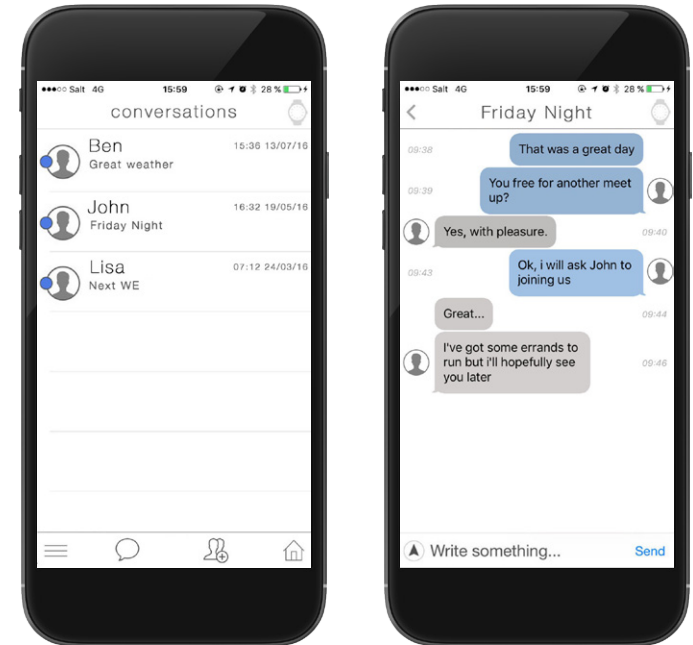 Salt 4G 15:59 28 %
conversations
Ben 15:36 13/07/16
Great weather
John 16:32 19/05/16
Friday Night
Lisa 07:12 24/03/16
Next WE
Salt 4G 15:59 28 %
Friday Night
09:38 That was a great day
You free for another meet
09:39
up?
Yes, with pleasure. 09:40
Ok, i will ask John to
09:43
joining us
Great... 09:44
I've got some errands to
run but i'll hopefully see 09:46
you later
Write something... Send